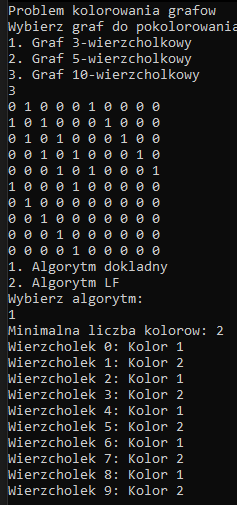 Problem kolorowania grafow
Wybierz graf do pokolorowania
1. Graf 3-wierzcholkowy
2. Graf 5-wierzcholkowy
3. Graf 10-wierzcholkowy
3
0 1 0 0 0 1 0 0 0 0
1 0 1 0 0 0 1 0 0 0
0 1 0 1 0 0 0 1 0 0
0 0 1 0 1 0 0 0 1 0
0 0 0 1 0 1 0 0 0 1
1 0 0 0 1 0 0 0 0 0
0 1 0 0 0 0 0 0 0 0
0 0 1 0 0 0 0 0 0 0
0 0 0 1 0 0 0 0 0 0
0 0 0 0 1 0 0 0 0 0
1. Algorytm dokladny
2. Algorytm LF
Wybierz algorytm:
1
Minimalna liczba kolorow: 2
Wierzcholek 0: Kolor 1
Wierzcholek 1: Kolor 2
Wierzcholek 2: Kolor 1
Wierzcholek 3: Kolor 2
Wierzcholek 4: Kolor 1
Wierzcholek 5: Kolor 2
Wierzcholek 6: Kolor 1
Wierzcholek 7: Kolor 2
Wierzcholek 8: Kolor 1
Wierzcholek 9: Kolor 2